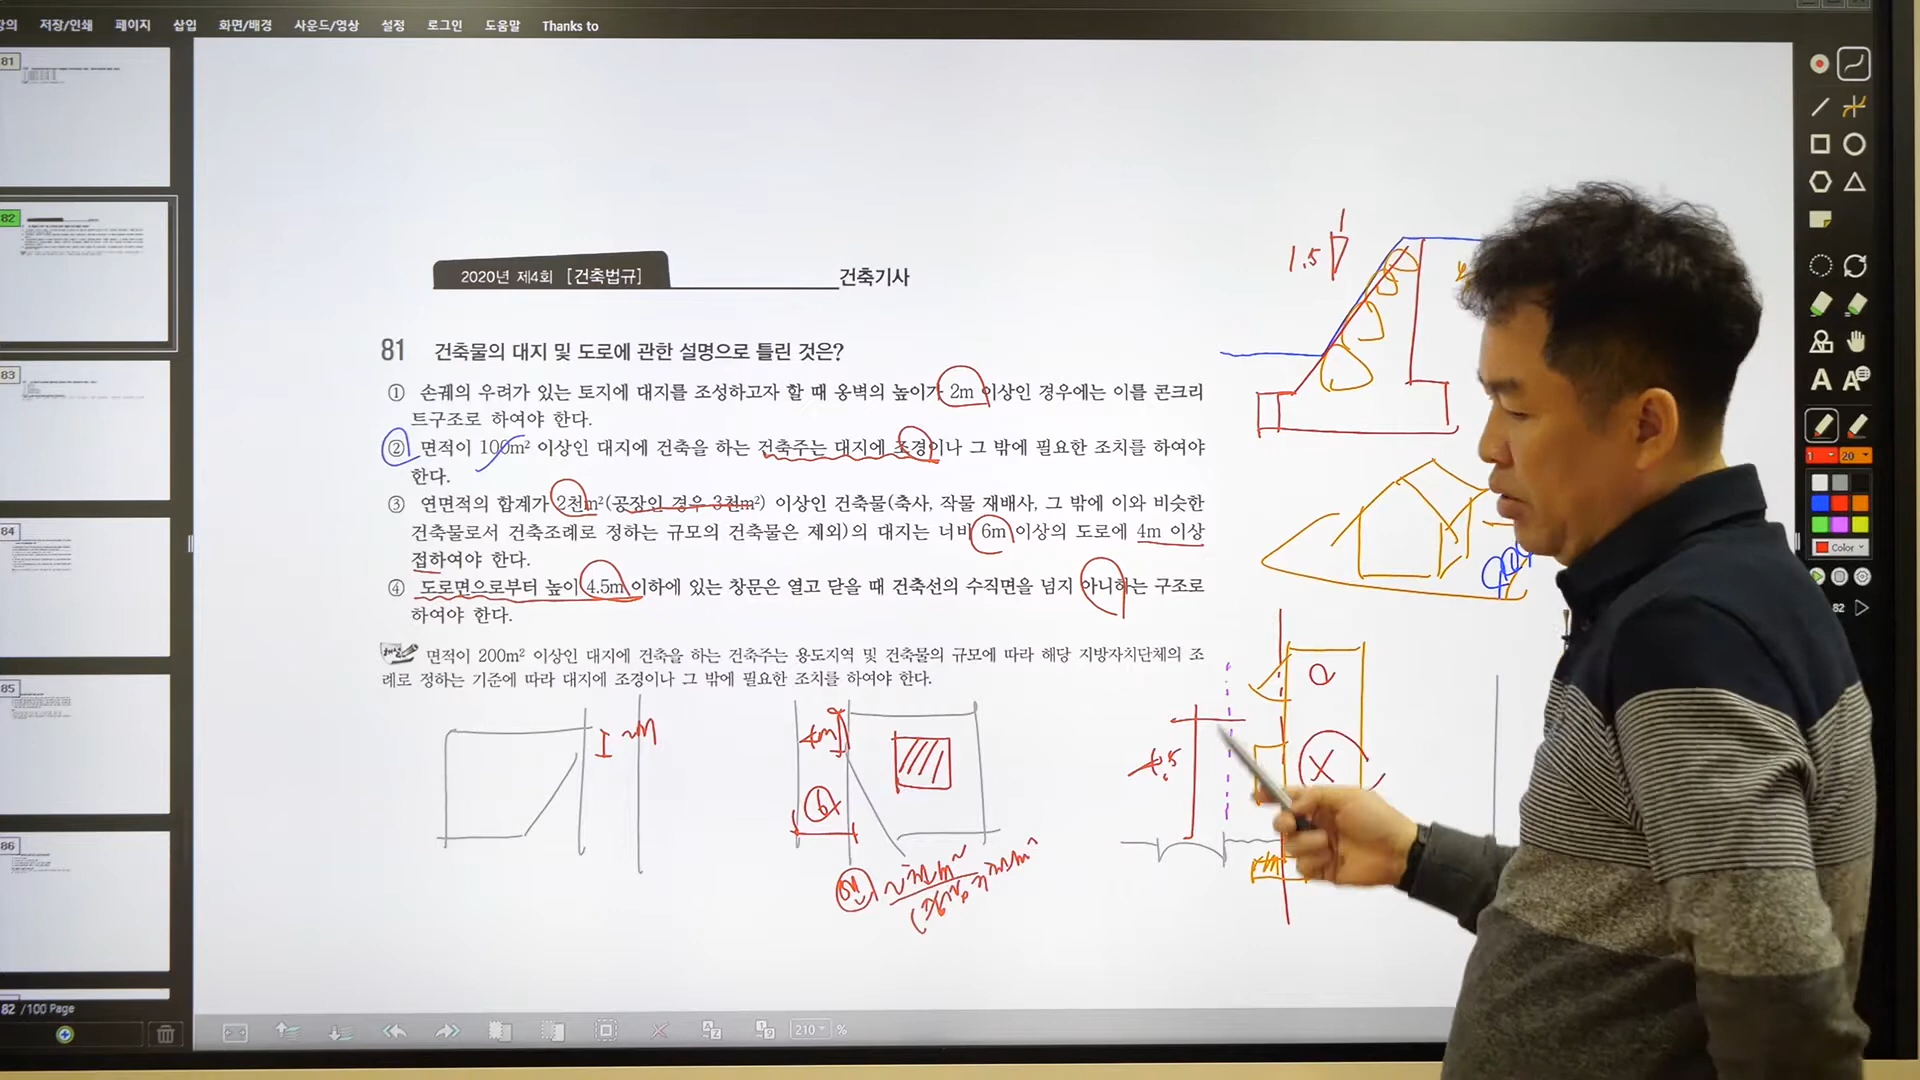 저장/인쇄 페이지 삽입 화면/배경 사운드/영상 설정 로그인 도움말 Thanks to
81
82
83
84
85
86
82 /100 Page
2020년 제4회 [건축법규] 건축기사
81 건축물의 대지 및 도로에 관한 설명으로 틀린 것은?
① 손궤의 우려가 있는 토지에 대지를 조성하고자 할 때 옹벽의 높이가 2m 이상인 경우에는 이를 콘크리
트구조로 하여야 한다.
② 면적이 100m² 이상인 대지에 건축을 하는 건축주는 대지에 조경이나 그 밖에 필요한 조치를 하여야
한다.
③ 연면적의 합계가 2천m²(공장인 경우 3천m²) 이상인 건축물(축사, 작물 재배사, 그 밖에 이와 비슷한
건축물로서 건축조례로 정하는 규모의 건축물은 제외)의 대지는 너비 6m 이상의 도로에 4m 이상
접하여야 한다.
④ 도로면으로부터 높이 4.5m 이하에 있는 창문은 열고 닫을 때 건축선의 수직면을 넘지 아니하는 구조로
하여야 한다.
해설 면적이 200m² 이상인 대지에 건축을 하는 건축주는 용도지역 및 건축물의 규모에 따라 해당 지방자치단체의 조
례로 정하는 기준에 따라 대지에 조경이나 그 밖에 필요한 조치를 하여야 한다.
1.5
4m
6
4.5
X
A A
1 20
Color
82
210 %